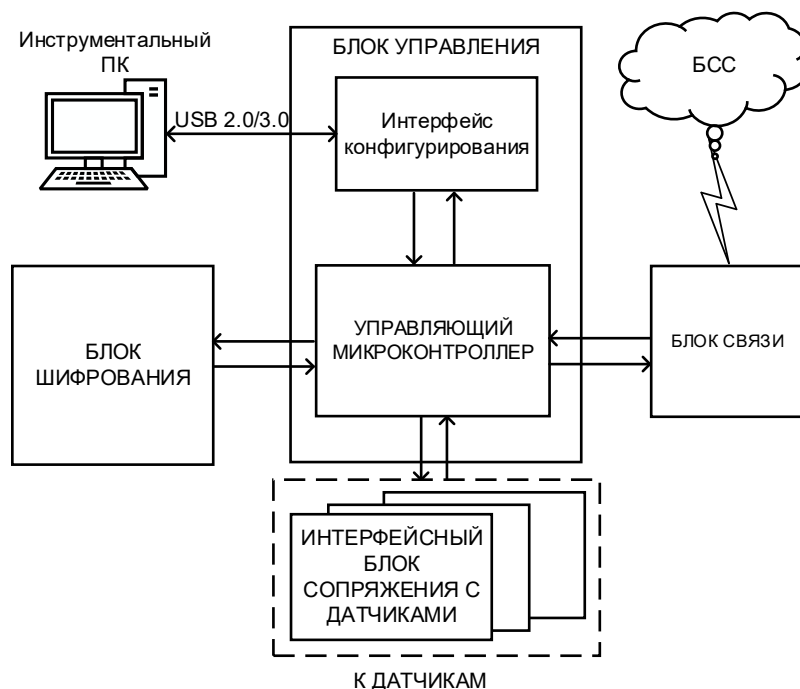 Инструментальный
ПК
БЛОК УПРАВЛЕНИЯ
БСС
USB 2.0/3.0
Интерфейс
конфигурирования
БЛОК
ШИФРОВАНИЯ
УПРАВЛЯЮЩИЙ
МИКРОКОНТРОЛЛЕР
БЛОК СВЯЗИ
ИНТЕРФЕЙСНЫЙ
БЛОК
СОПРЯЖЕНИЯ С
ДАТЧИКАМИ
К ДАТЧИКАМ